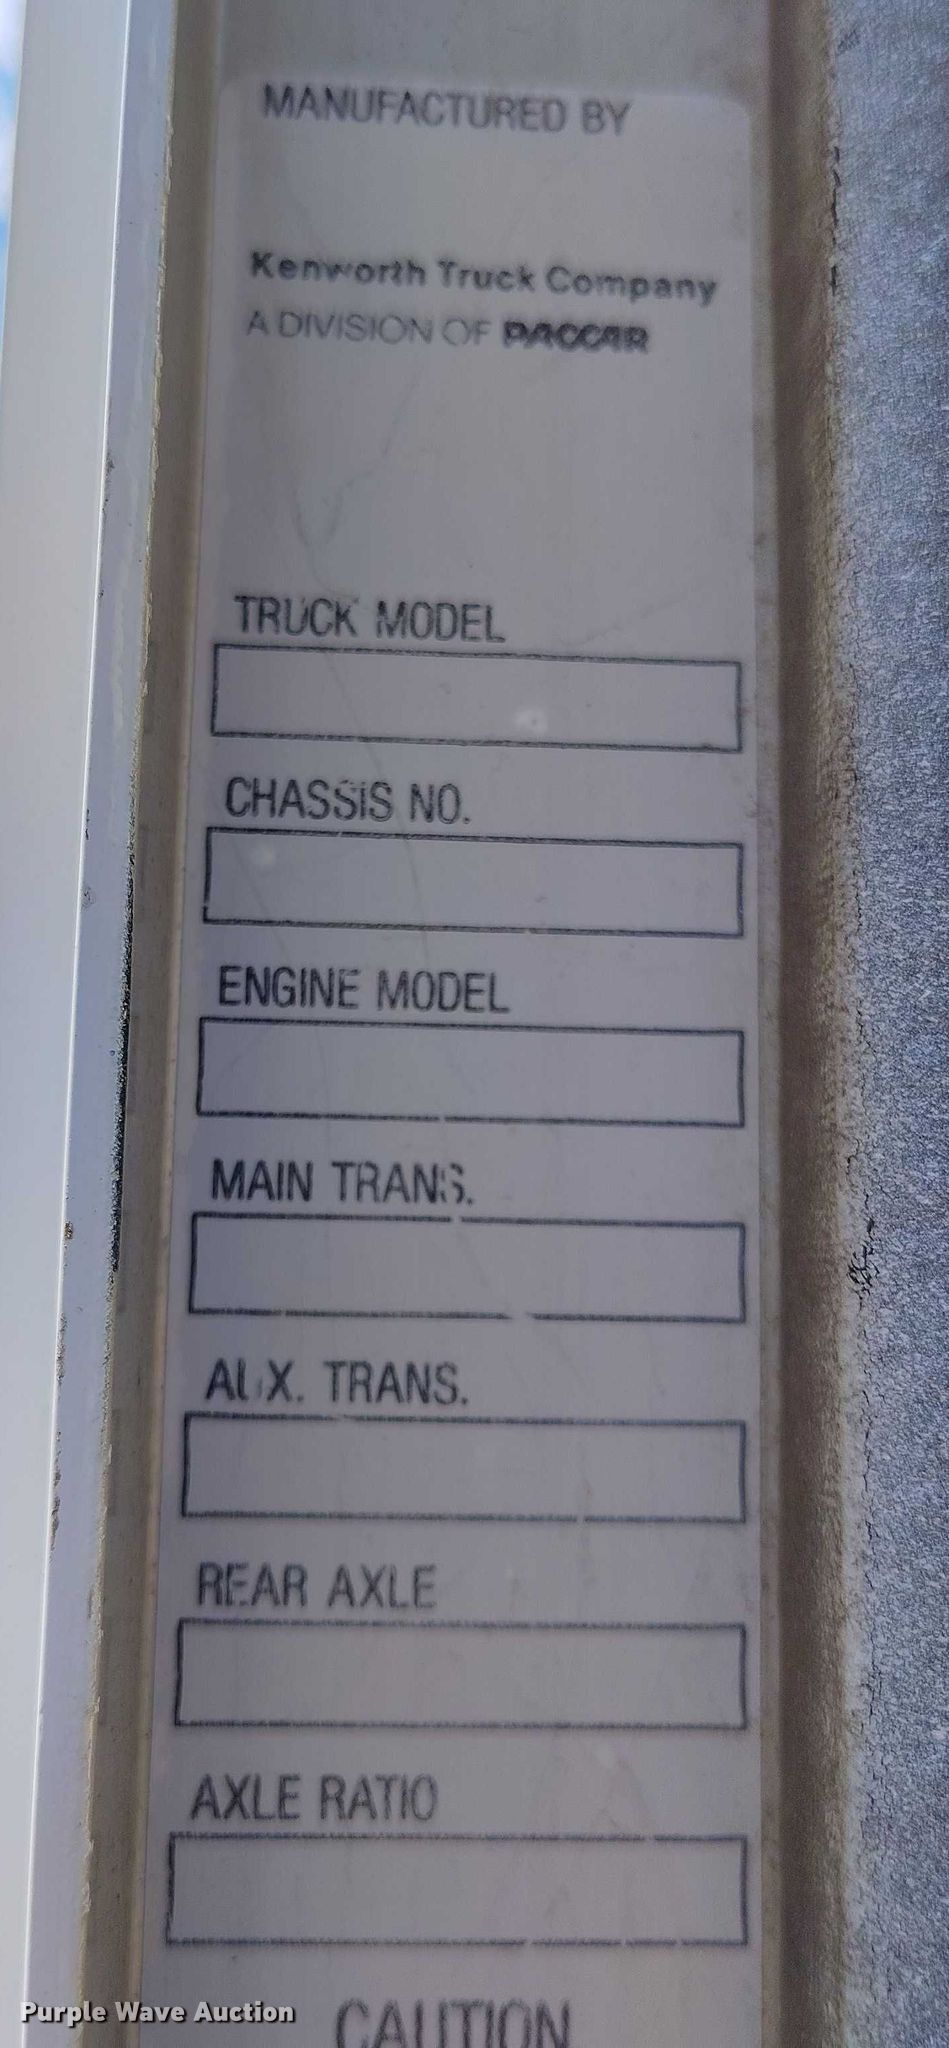 MANUFACTURED BY
Kenworth Truck Company
A DIVISION OF PACCAR
TRUCK MODEL
CHASSIS NO.
ENGINE MODEL
MAIN TRANS.
AUX. TRANS.
REAR AXLE
AXLE RATIO
CAUTION
Purple Wave Auction